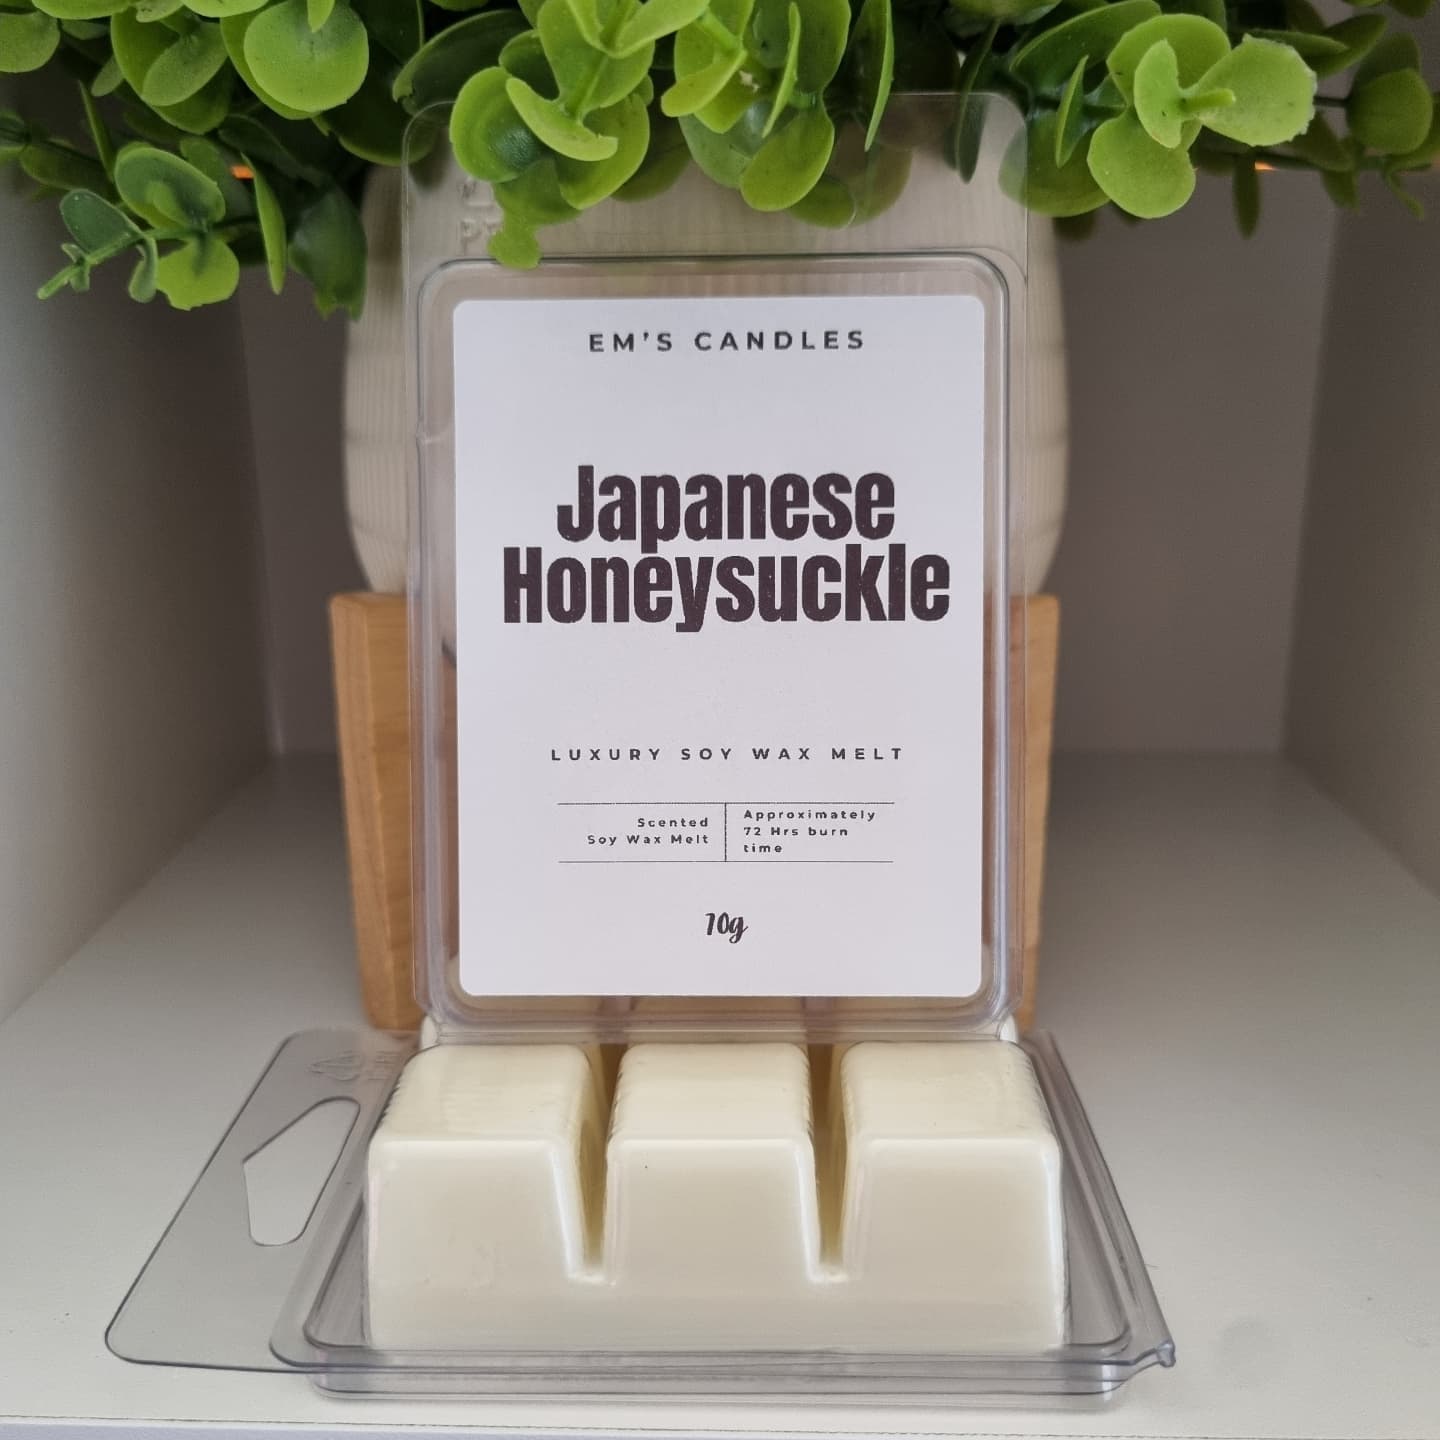 EM'S CANDLES
Japanese
Honeysuckle
LUXURY SOY WAX MELT
Scented
Soy Wax Melt
Approximately
72 Hrs burn
time
70g